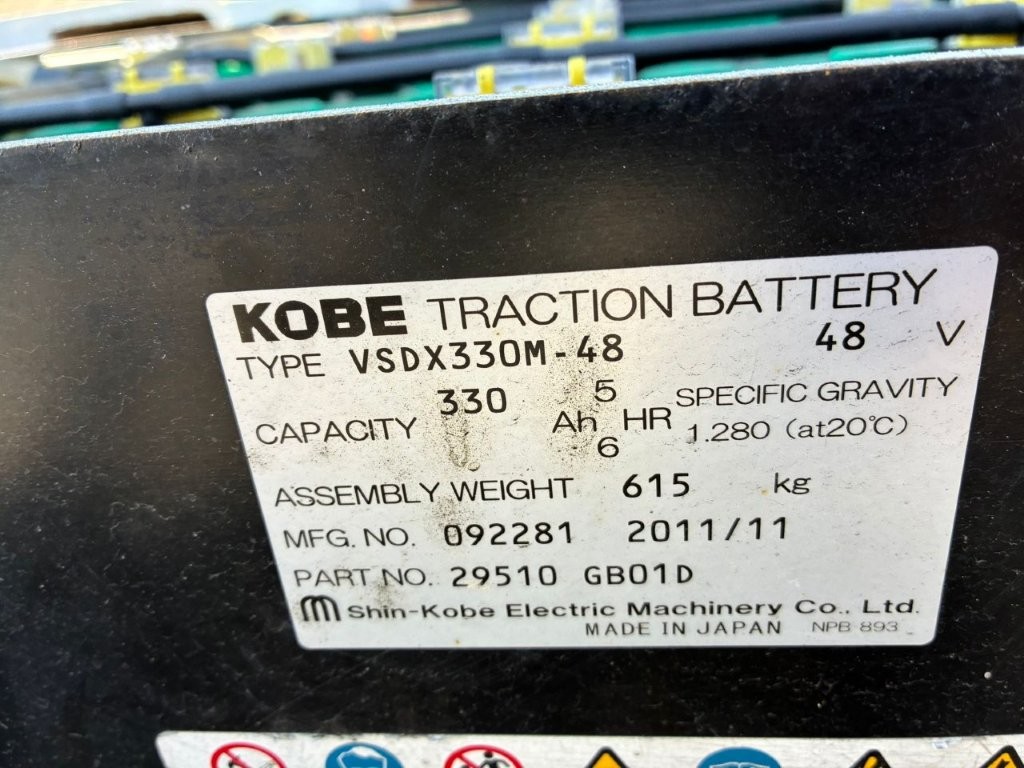 KOBE TRACTION BATTERY
TYPE VSDX330M-48 48 V
CAPACITY 330 Ah 5 HR SPECIFIC GRAVITY
6 1.280 (at20℃)
ASSEMBLY WEIGHT 615 kg
MFG. NO. 092281 2011/11
PART NO. 29510 GB01D
Shin-Kobe Electric Machinery Co., Ltd.
MADE IN JAPAN NPB 893